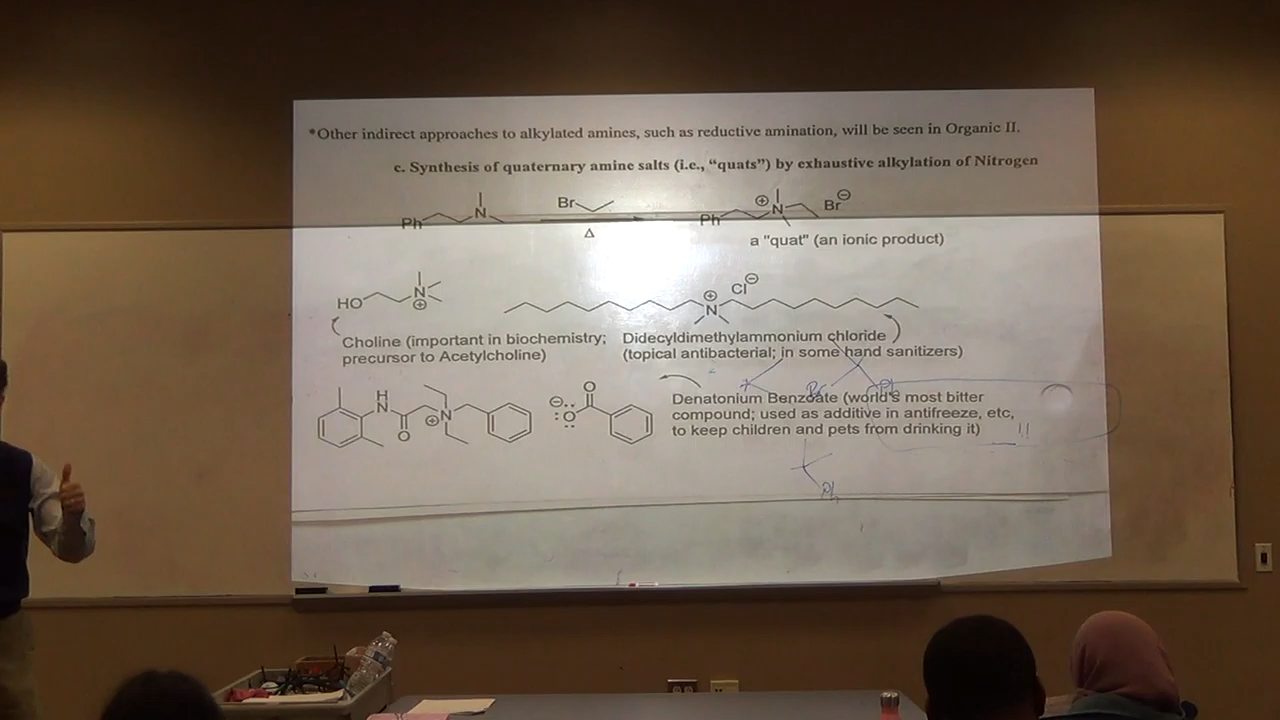 *Other indirect approaches to alkylated amines, such as reductive amination, will be seen in Organic II.
c. Synthesis of quaternary amine salts (i.e., “quats”) by exhaustive alkylation of Nitrogen
Ph N Br Δ Ph ⊕ N Br ⊖
a "quat" (an ionic product)
HO N ⊕ ⊕ N Cl ⊖
Choline (important in biochemistry;
precursor to Acetylcholine)
Didecyldimethylammonium chloride
(topical antibacterial; in some hand sanitizers)
Br Ph
H N O ⊕ N ⊖ :O: O
Denatonium Benzoate (world's most bitter
compound; used as additive in antifreeze, etc,
to keep children and pets from drinking it) !!
Ph